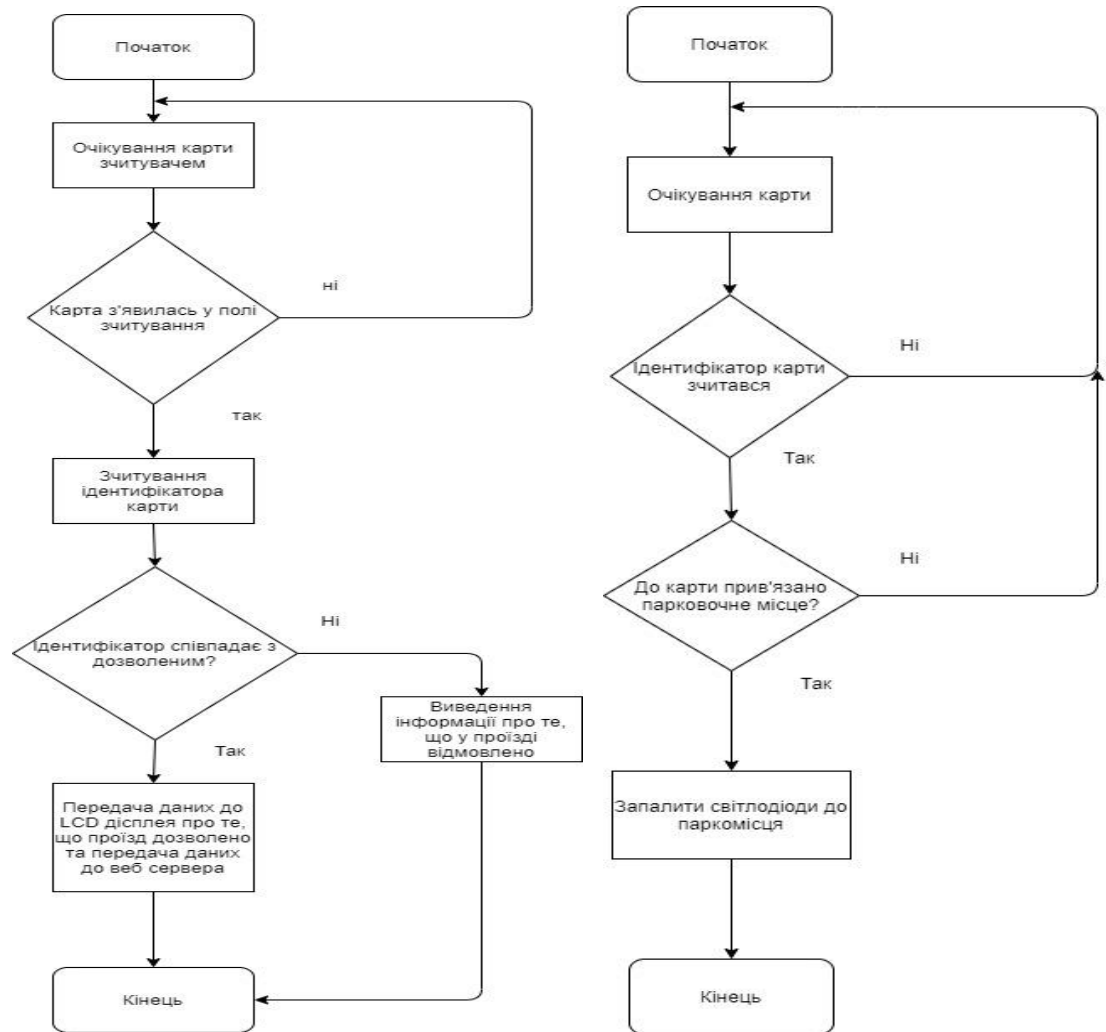 Початок
Очікування карти
зчитувачем
Карта з'явилась у полі
зчитування
ні
так
Зчитування
ідентифікатора
карти
Ідентифікатор співпадає з
дозволеним?
Ні
Виведення
інформації про те,
що у проїзді
відмовлено
Так
Передача даних до
LCD дісплея про те,
що проїзд дозволено
та передача даних
до веб сервера
Кінець
Початок
Очікування карти
Ідентифікатор карти
зчитався
Ні
Так
До карти прив'язано
парковочне місце?
Ні
Так
Запалити світлодіоди до
паркомісця
Кінець